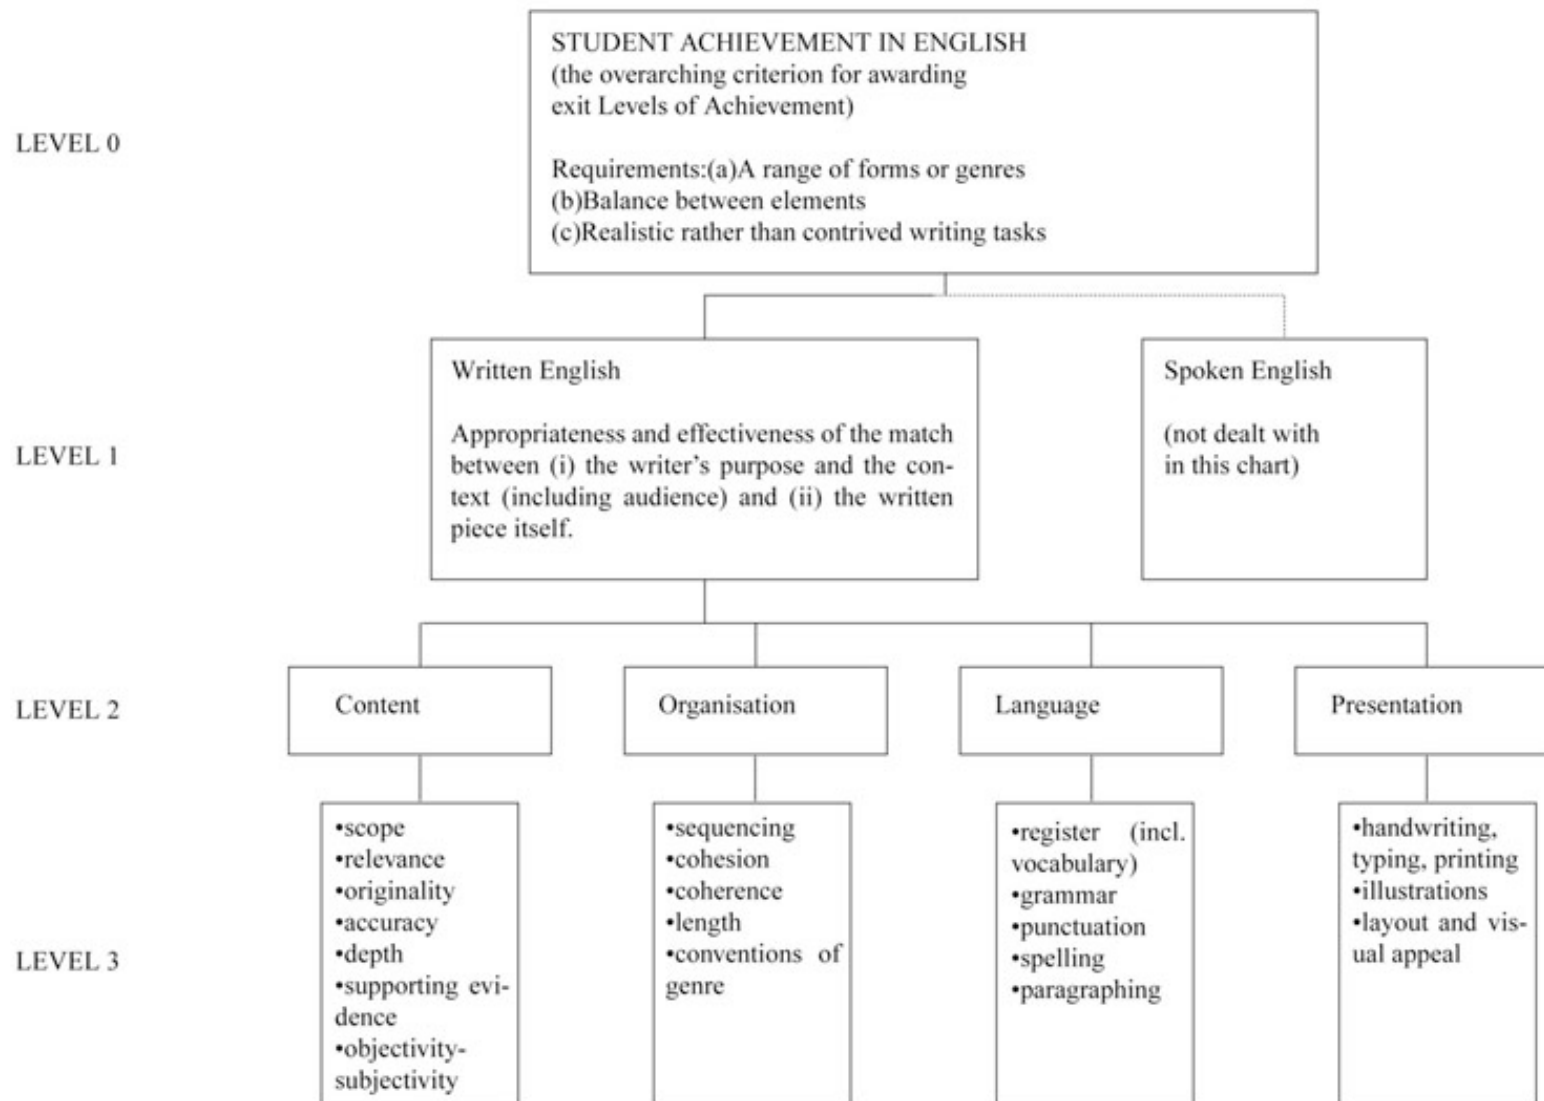 STUDENT ACHIEVEMENT IN ENGLISH
(the overarching criterion for awarding
exit Levels of Achievement)
LEVEL 0
Requirements:(a)A range of forms or genres
(b)Balance between elements
(c)Realistic rather than contrived writing tasks
LEVEL 1
Written English
Appropriateness and effectiveness of the match
between (i) the writer's purpose and the con-
text (including audience) and (ii) the written
piece itself.
Spoken English
(not dealt with
in this chart)
LEVEL 2
Content
Organisation
Language
Presentation
LEVEL 3
•scope
•relevance
•originality
•accuracy
•depth
•supporting evi-
dence
•objectivity-
subjectivity
•sequencing
•cohesion
•coherence
•length
•conventions of
genre
•register (incl.
vocabulary)
•grammar
•punctuation
•spelling
•paragraphing
•handwriting,
typing, printing
•illustrations
•layout and vis-
ual appeal